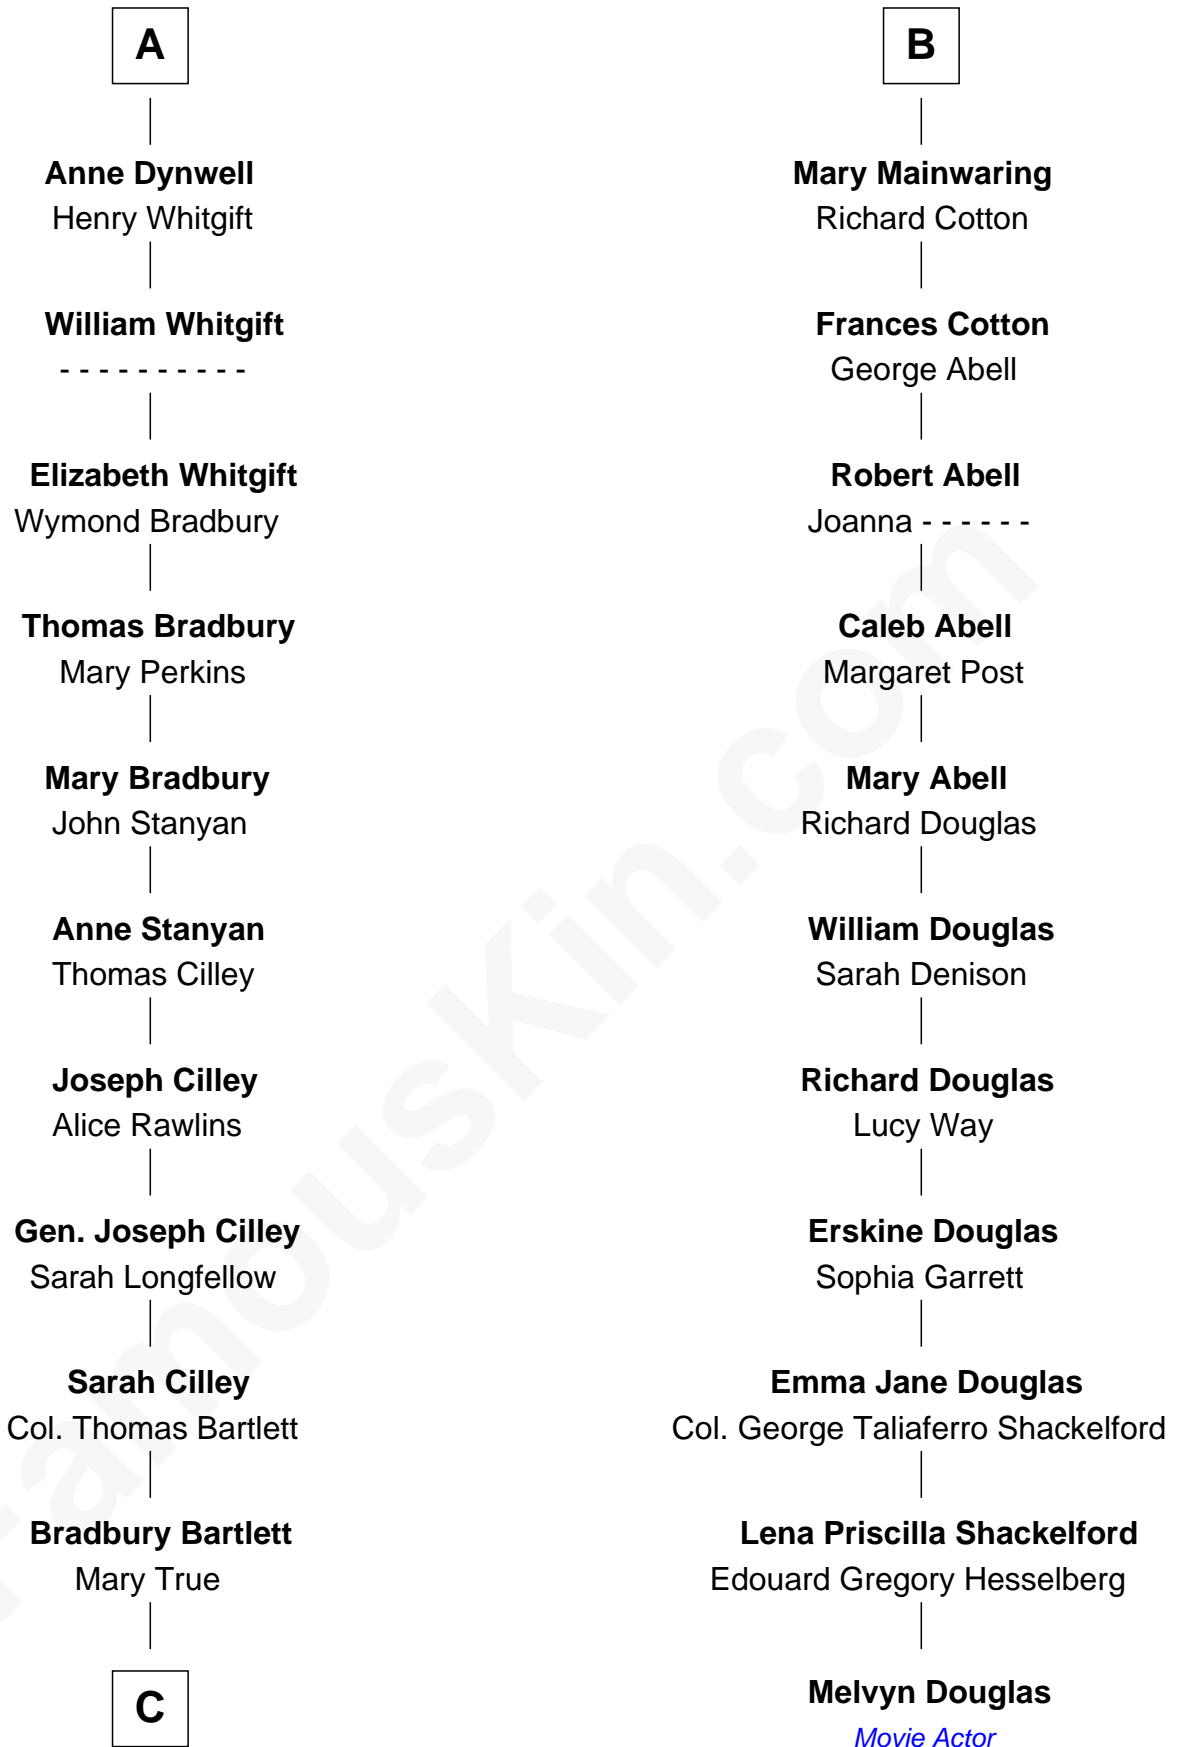 A
Anne Dynwell
Henry Whitgift
William Whitgift
- - - - - - - - - -
Elizabeth Whitgift
Wymond Bradbury
Thomas Bradbury
Mary Perkins
Mary Bradbury
John Stanyan
Anne Stanyan
Thomas Cilley
Joseph Cilley
Alice Rawlins
Gen. Joseph Cilley
Sarah Longfellow
Sarah Cilley
Col. Thomas Bartlett
Bradbury Bartlett
Mary True
C
B
Mary Mainwaring
Richard Cotton
Frances Cotton
George Abell
Robert Abell
Joanna - - - - - -
Caleb Abell
Margaret Post
Mary Abell
Richard Douglas
William Douglas
Sarah Denison
Richard Douglas
Lucy Way
Erskine Douglas
Sophia Garrett
Emma Jane Douglas
Col. George Taliaferro Shackelford
Lena Priscilla Shackelford
Edouard Gregory Hesselberg
Melvyn Douglas
Movie Actor
FamousKin.com